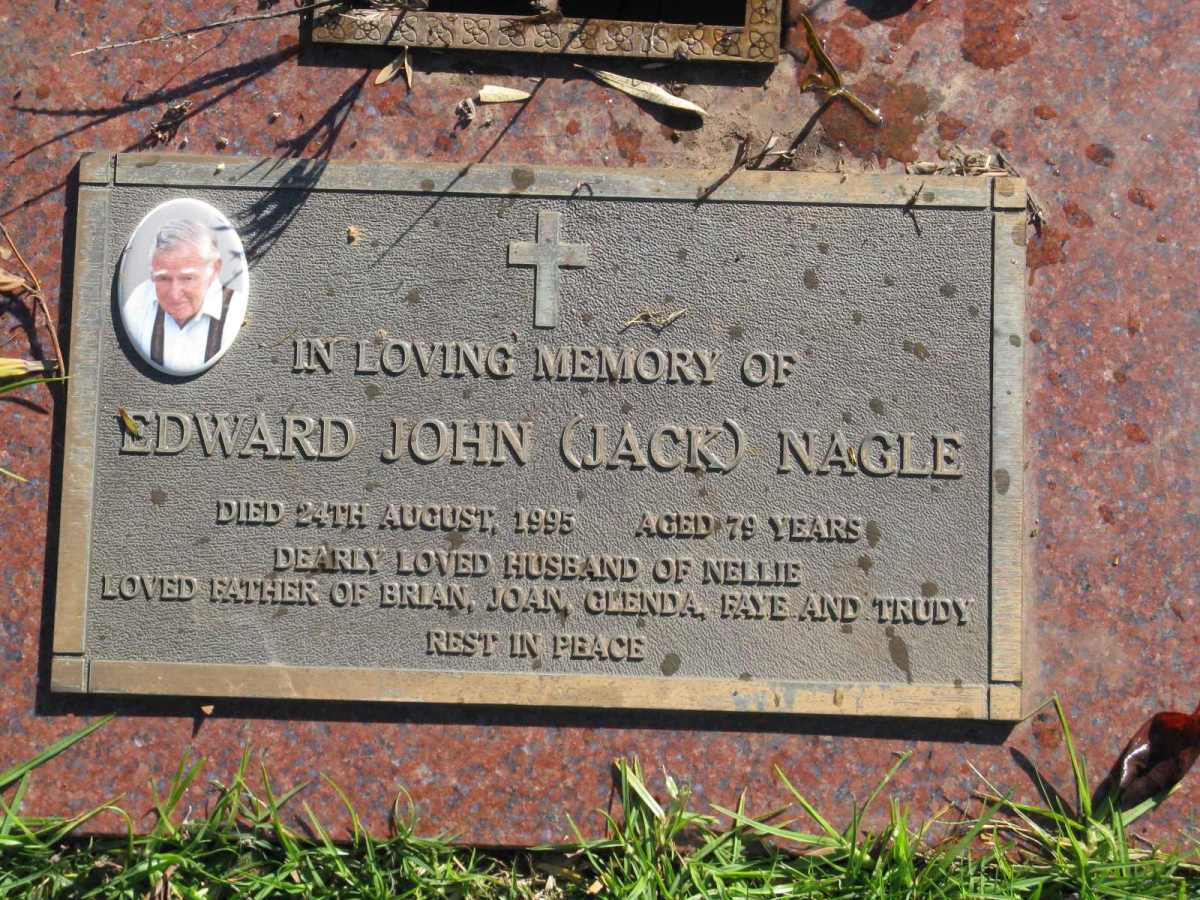 IN LOVING MEMORY OF
EDWARD JOHN (JACK) NAGLE
DIED 24TH AUGUST, 1995 AGED 79 YEARS
DEARLY LOVED HUSBAND OF NELLIE
LOVED FATHER OF BRIAN, JOAN, GLENDA, FAYE AND TRUDY
REST IN PEACE